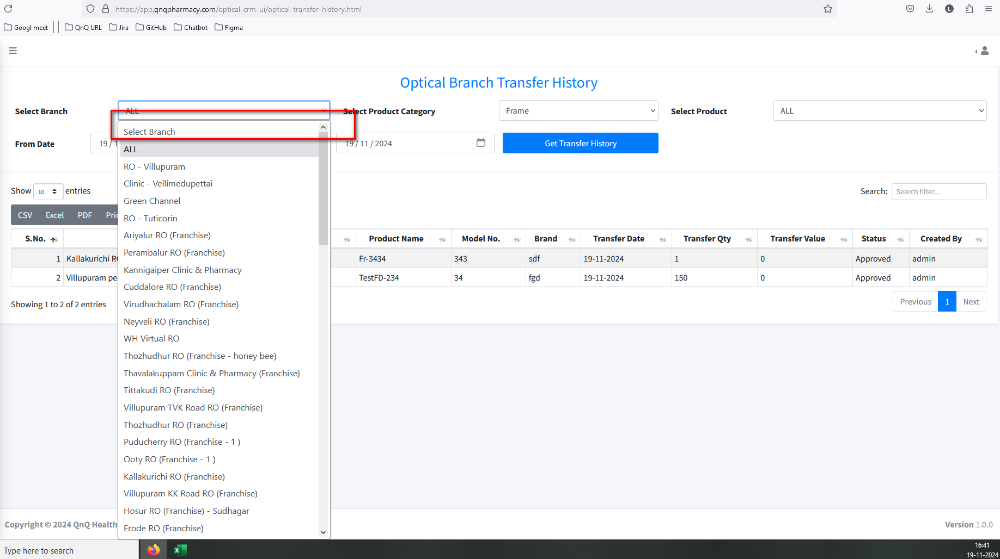 https://app.qnqpharmacy.com/optical-crm-ui/optical-transfer-history.html
L
Googl meet QnQ URL Jira GitHub Chatbot Figma
Optical Branch Transfer History
Select Branch ALL Select Product Category Frame Select Product ALL
From Date 19 / 1 19 / 11 / 2024 Get Transfer History
Select Branch
ALL
RO - Villupuram
Clinic - Vellimedupettai
Green Channel
RO - Tuticorin
Ariyalur RO (Franchise)
Perambalur RO (Franchise)
Kannigaiper Clinic & Pharmacy
Cuddalore RO (Franchise)
Virudhachalam RO (Franchise)
Neyveli RO (Franchise)
WH Virtual RO
Thozhudhur RO (Franchise - honey bee)
Thavalakuppam Clinic & Pharmacy (Franchise)
Tittakudi RO (Franchise)
Villupuram TVK Road RO (Franchise)
Thozhudhur RO (Franchise)
Puducherry RO (Franchise - 1 )
Ooty RO (Franchise - 1 )
Kallakurichi RO (Franchise)
Villupuram KK Road RO (Franchise)
Hosur RO (Franchise) - Sudhagar
Erode RO (Franchise)
Show 10 entries Search: Search filter...
CSV Excel PDF Pri
S.No. Product Name Model No. Brand Transfer Date Transfer Qty Transfer Value Status Created By
1 Kallakurichi RO Fr-3434 343 sdf 19-11-2024 1 0 Approved admin
2 Villupuram pe TestFD-234 34 fgd 19-11-2024 150 0 Approved admin
Showing 1 to 2 of 2 entries Previous 1 Next
Copyright © 2024 QnQ Health Version 1.0.0
Type here to search
16:41
19-11-2024